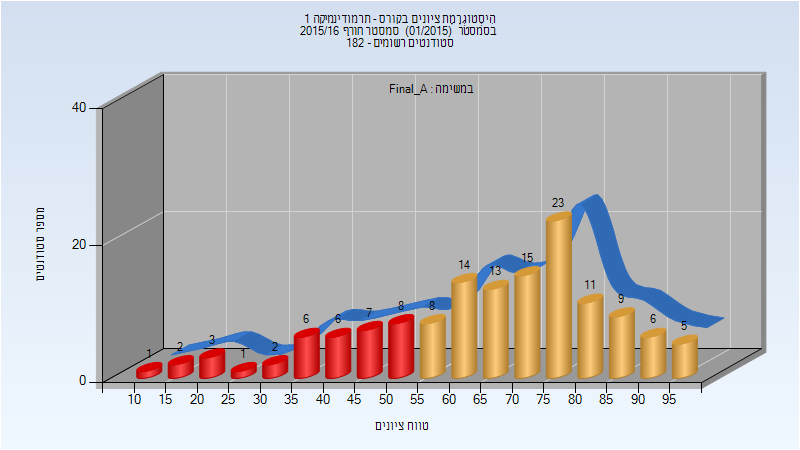 היסטוגרמת ציונים בקורס - תרמודינמיקה 1
בסמסטר (01/2015) סמסטר חורף 2015/16
סטודנטים רשומים - 182
במשימה : Final_A
מספר סטודנטים
40
20
0
1 2 3 1 2 6 6 7 8 8 14 13 15 23 11 9 6 5
10 15 20 25 30 35 40 45 50 55 60 65 70 75 80 85 90 95
טווח ציונים